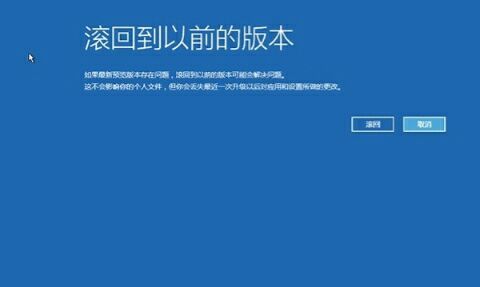 滚回到以前的版本
如果最新预览版本存在问题，滚回到以前的版本可能会解决问题。
这不会影响你的个人文件，但你会丢失最近一次升级以后对应用和设置所做的更改。
滚回 取消